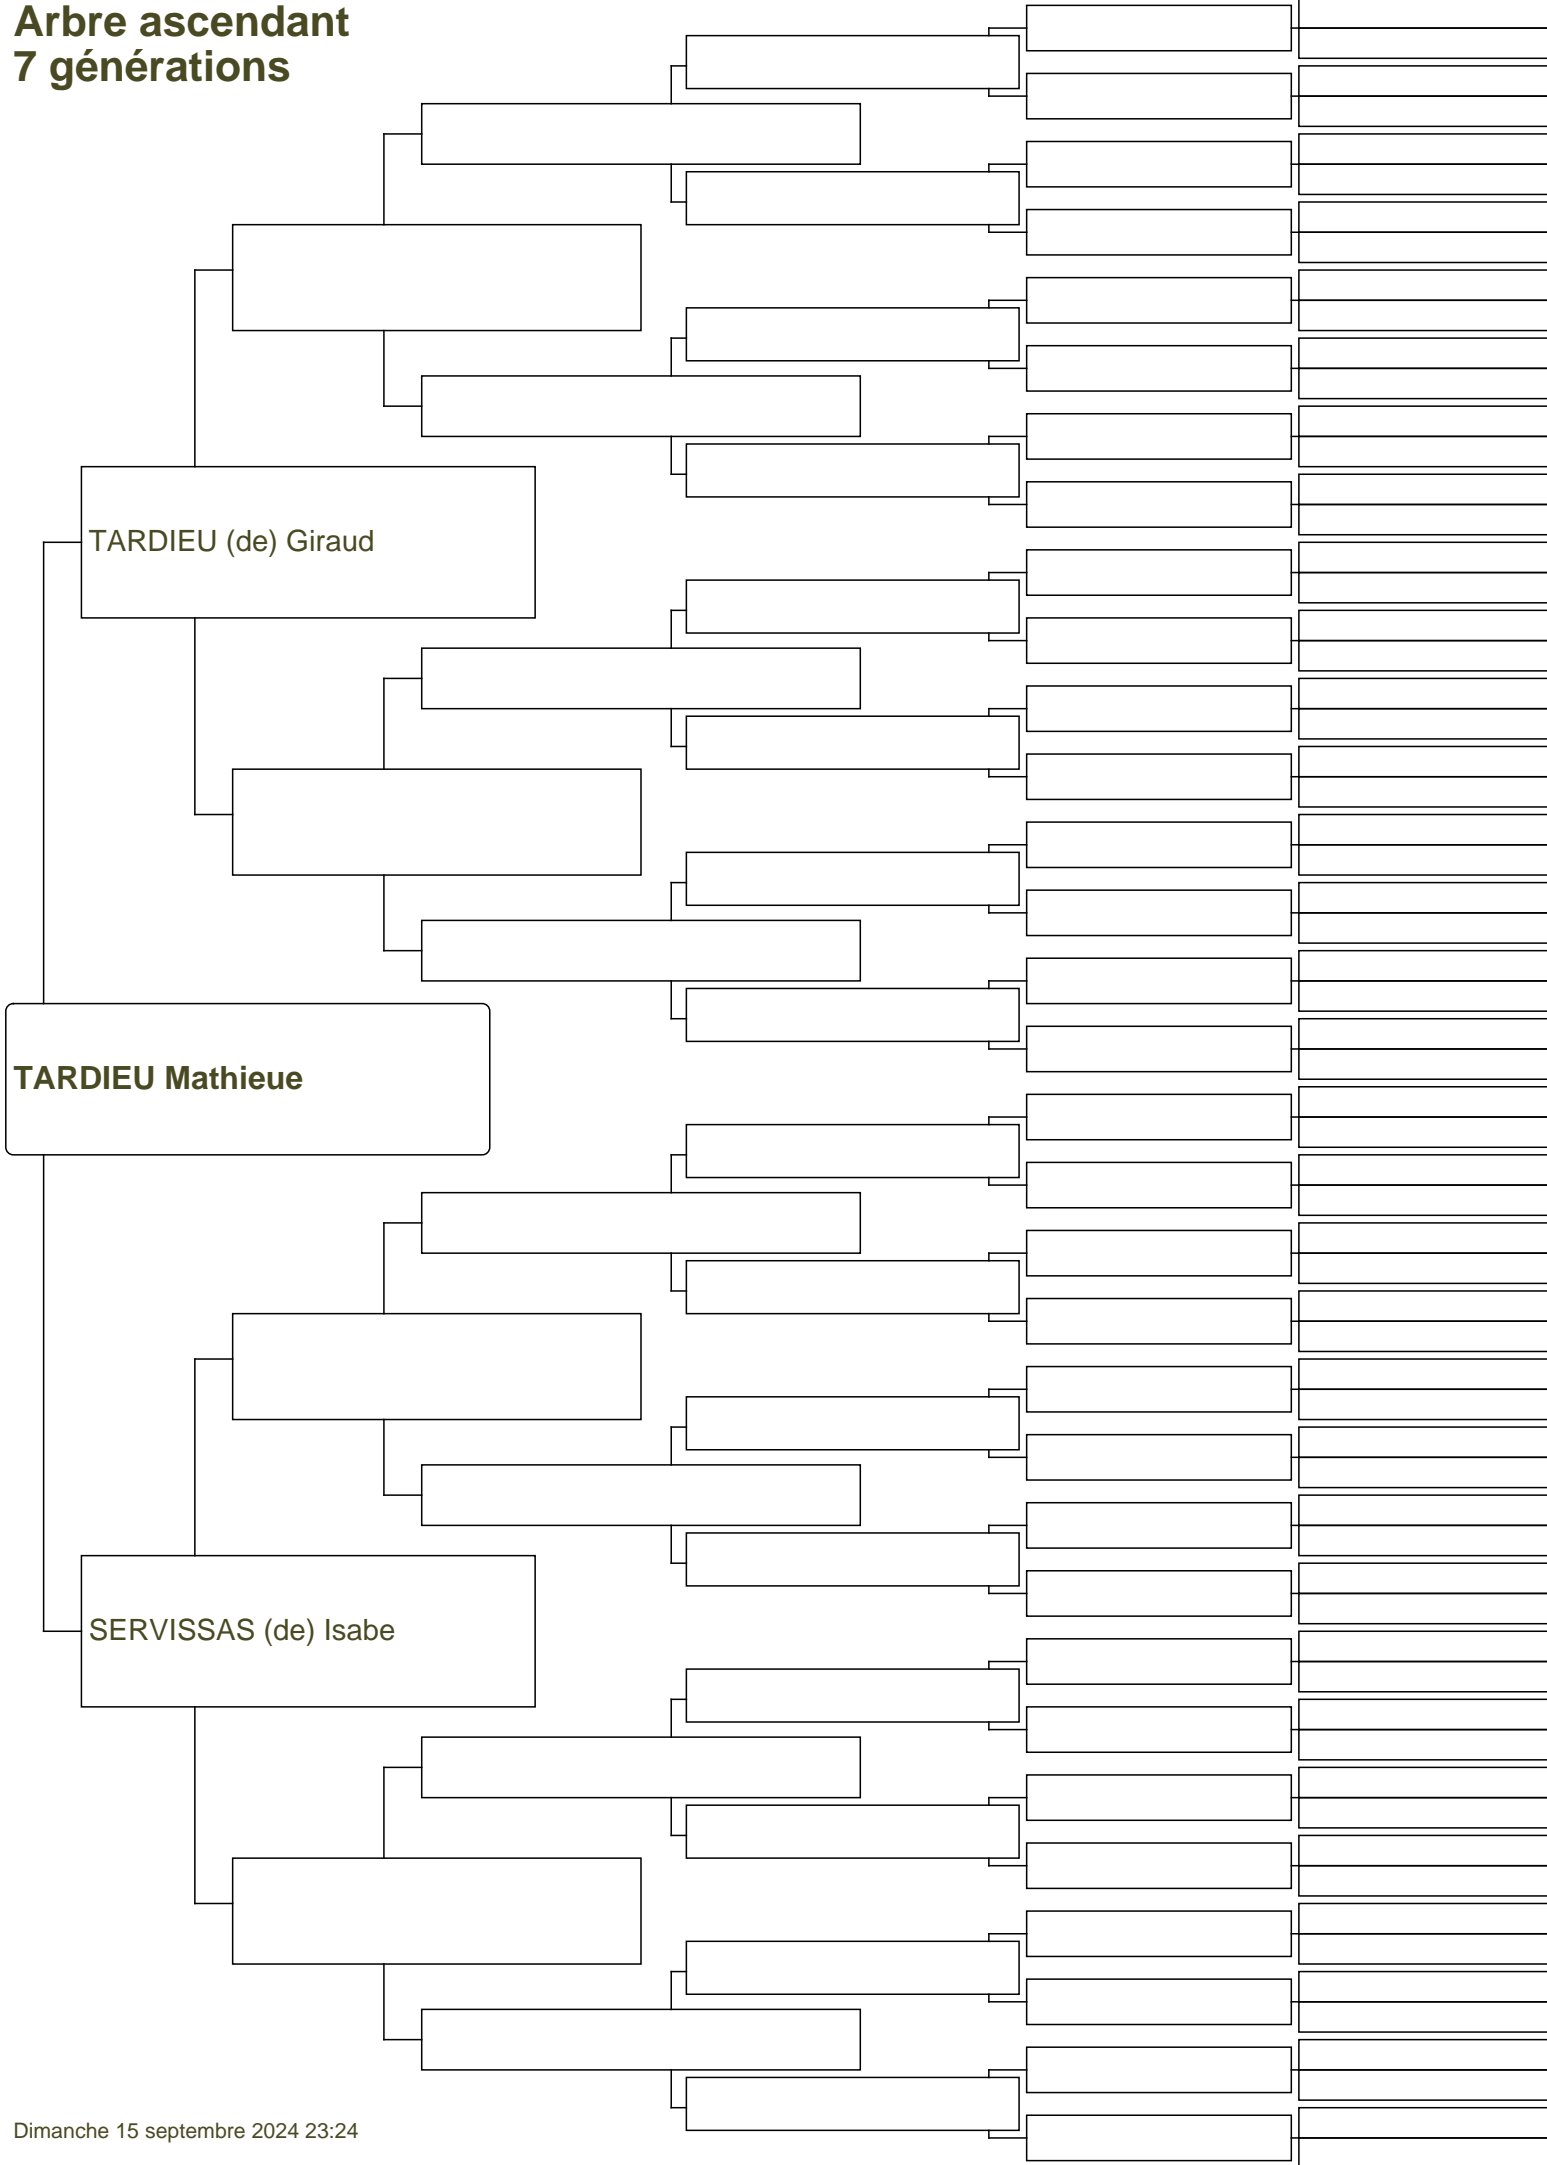 Arbre ascendant
7 générations
TARDIEU (de) Giraud
TARDIEU Mathieue
SERVISSAS (de) Isabe
Dimanche 15 septembre 2024 23:24